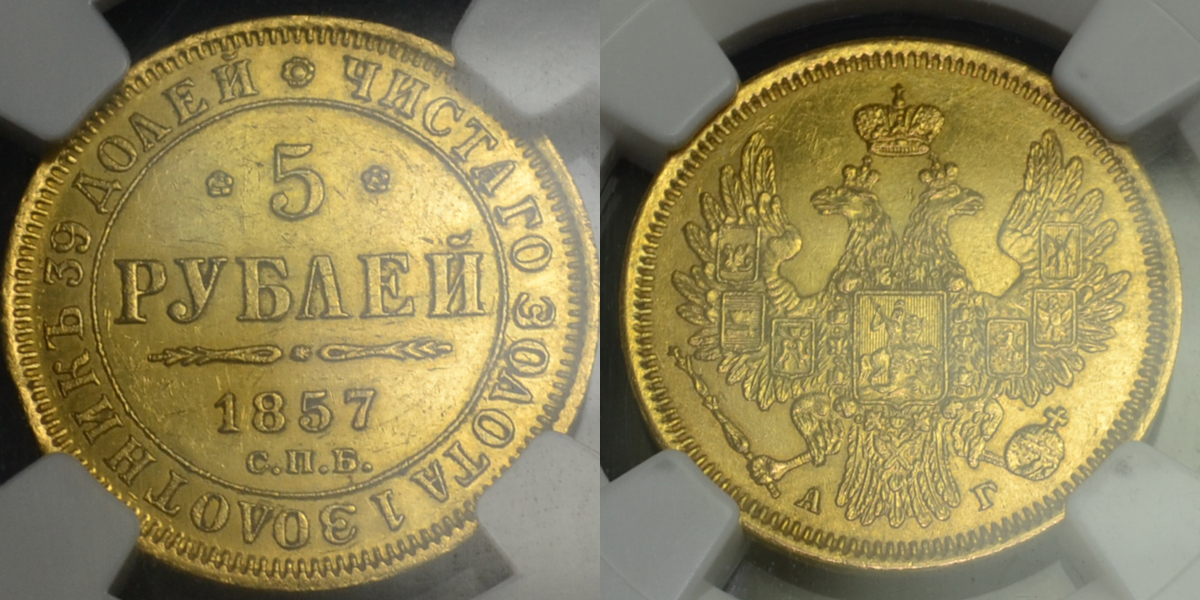 ЧИСТАГО ЗОЛОТА 1 ЗОЛОТНИКЪ 39 ДОЛЕЙ
5
РУБЛЕЙ
1857
С.П.Б.
А Г